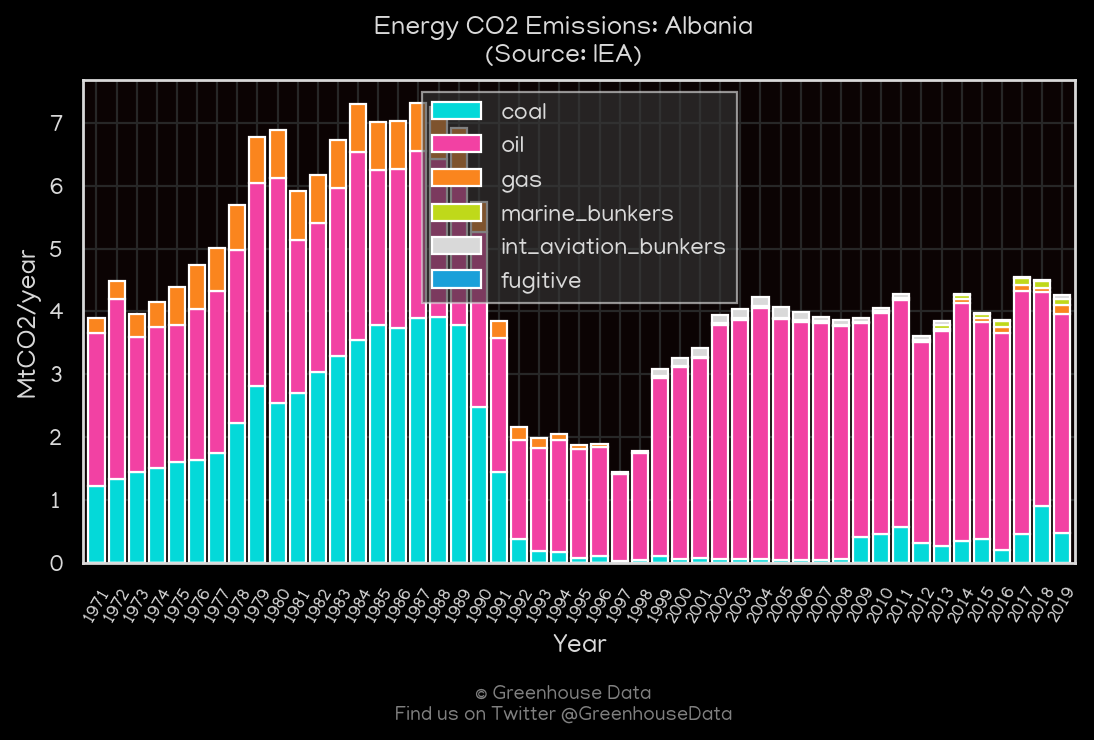 Energy CO2 Emissions: Albania
(Source: IEA)
coal
oil
gas
marine_bunkers
int_aviation_bunkers
fugitive
MtCO2/year
7
6
5
4
3
2
1
0
1971 1972 1973 1974 1975 1976 1977 1978 1979 1980 1981 1982 1983 1984 1985 1986 1987 1988 1989 1990 1991 1992 1993 1994 1995 1996 1997 1998 1999 2000 2001 2002 2003 2004 2005 2006 2007 2008 2009 2010 2011 2012 2013 2014 2015 2016 2017 2018 2019
Year
© Greenhouse Data
Find us on Twitter @GreenhouseData